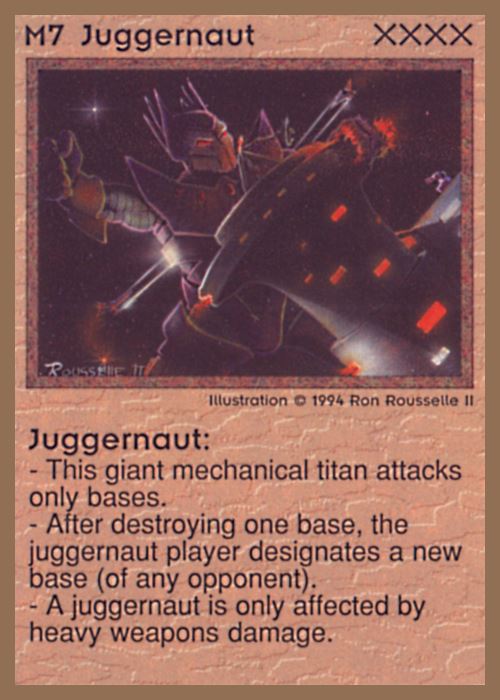 M7 Juggernaut XXXX
ROUSSELLE II
Illustration © 1994 Ron Rousselle II
Juggernaut:
- This giant mechanical titan attacks
only bases.
- After destroying one base, the
juggernaut player designates a new
base (of any opponent).
- A juggernaut is only affected by
heavy weapons damage.